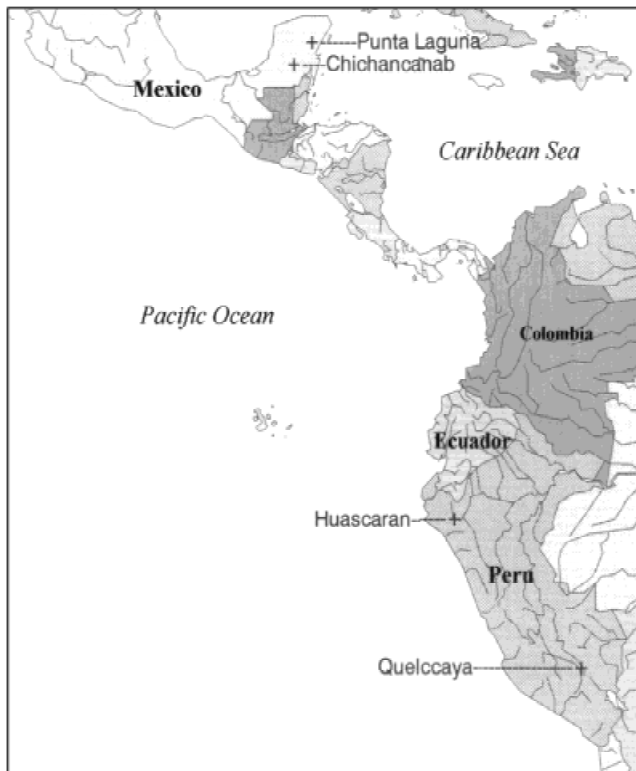 Punta Laguna
Chichancanab
Mexico
Caribbean Sea
Pacific Ocean
Colombia
Ecuador
Huascaran
Peru
Quelccaya